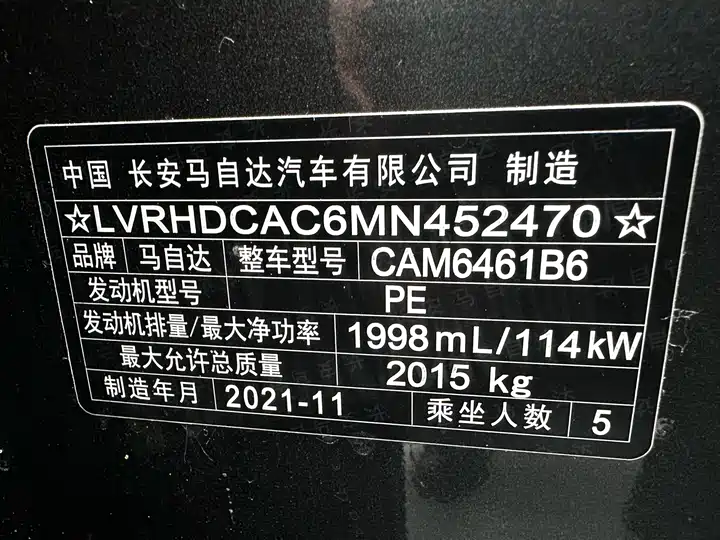 中国 长安马自达汽车有限公司 制造
☆LVRHDCAC6MN452470☆
品牌 马自达 整车型号 CAM6461B6
发动机型号 PE
发动机排量/最大净功率 1998mL/114kW
最大允许总质量 2015 kg
制造年月 2021-11 乘坐人数 5